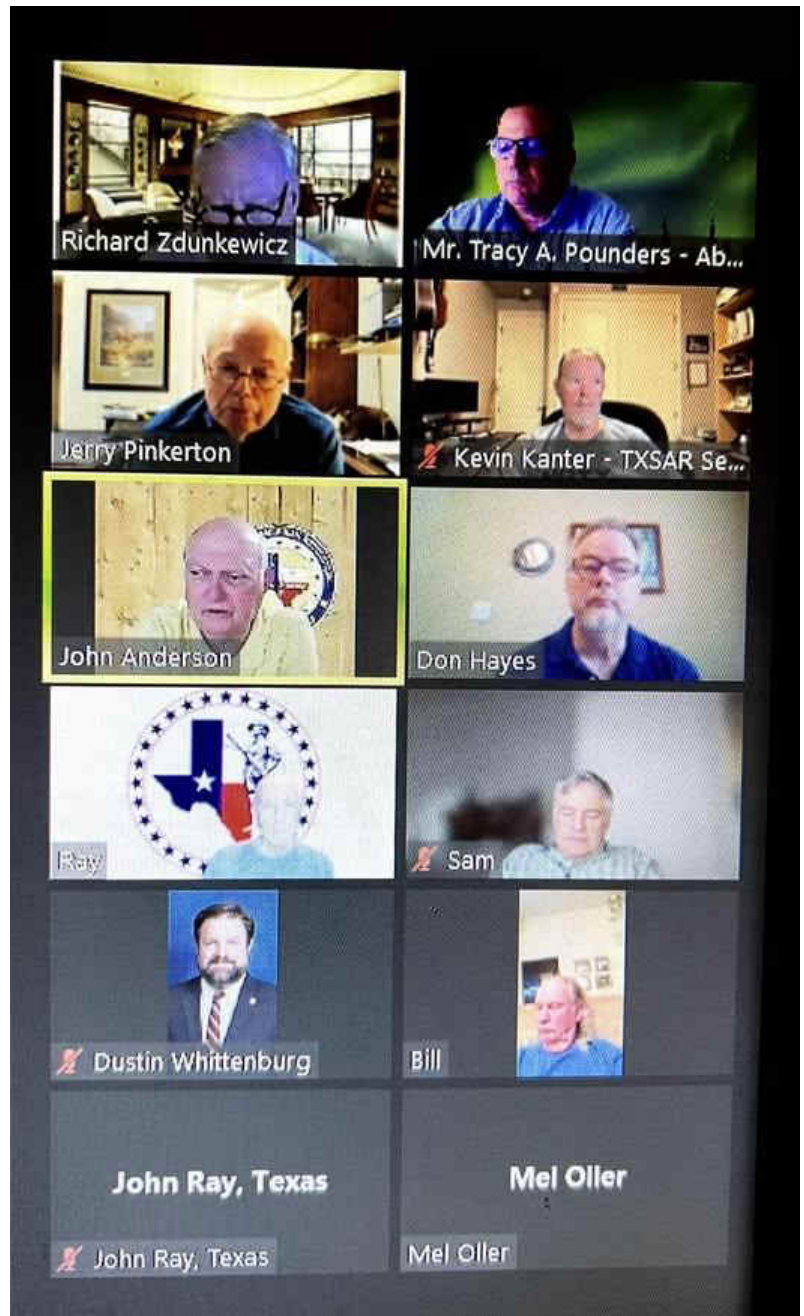 Richard Zdunkewicz
Mr. Tracy A. Pounders - Ab...
Jerry Pinkerton
Kevin Kanter - TXSAR Se...
John Anderson
Don Hayes
Ray
Sam
Dustin Whittenburg
Bill
John Ray, Texas
Mel Oller
John Ray, Texas
Mel Oller